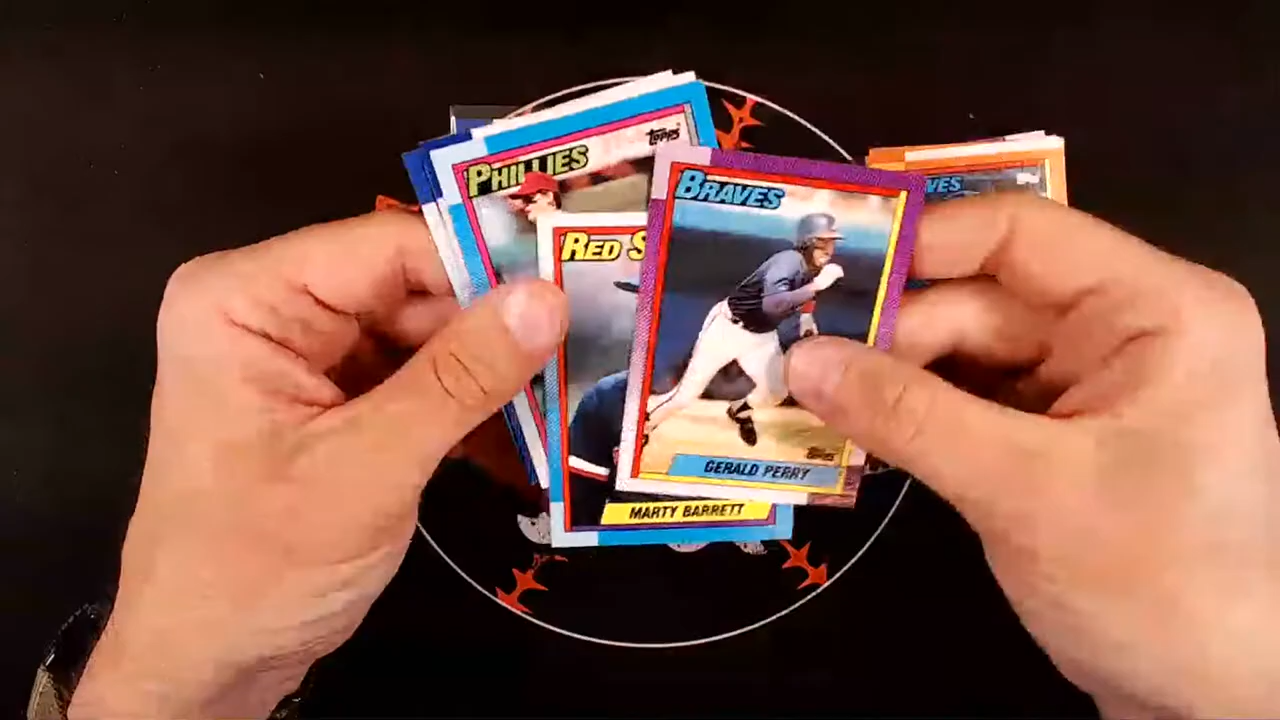 PHILLIES
TOPPS
RED S
MARTY BARRETT
BRAVES
TOPPS
GERALD PERRY
VES